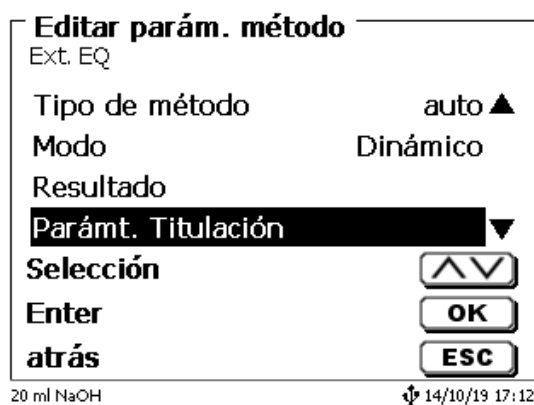 Editar parám. método
Ext. EQ
Tipo de método auto
Modo Dinámico
Resultado
Parámt. Titulación
Selección
Enter OK
atrás ESC
20 ml NaOH 14/10/19 17:12